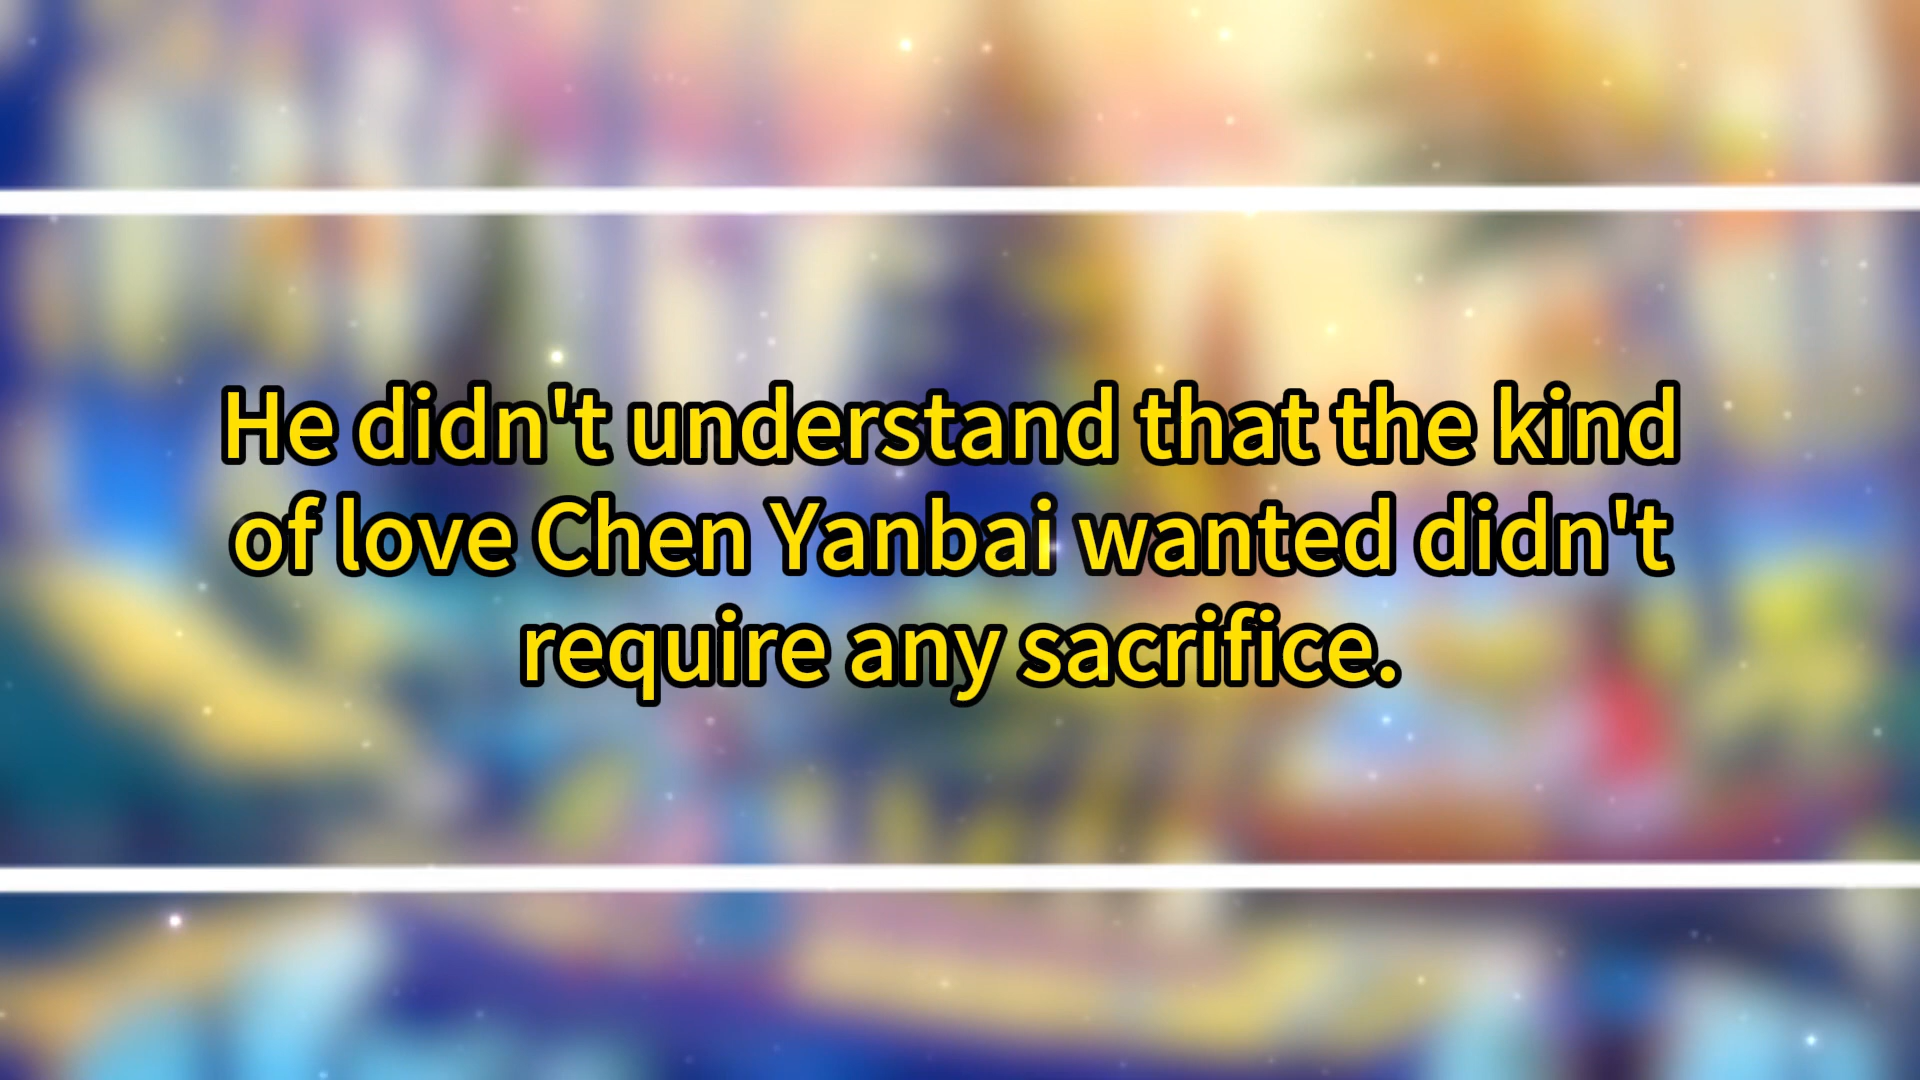 He didn't understand that the kind
of love Chen Yanbai wanted didn't
require any sacrifice.